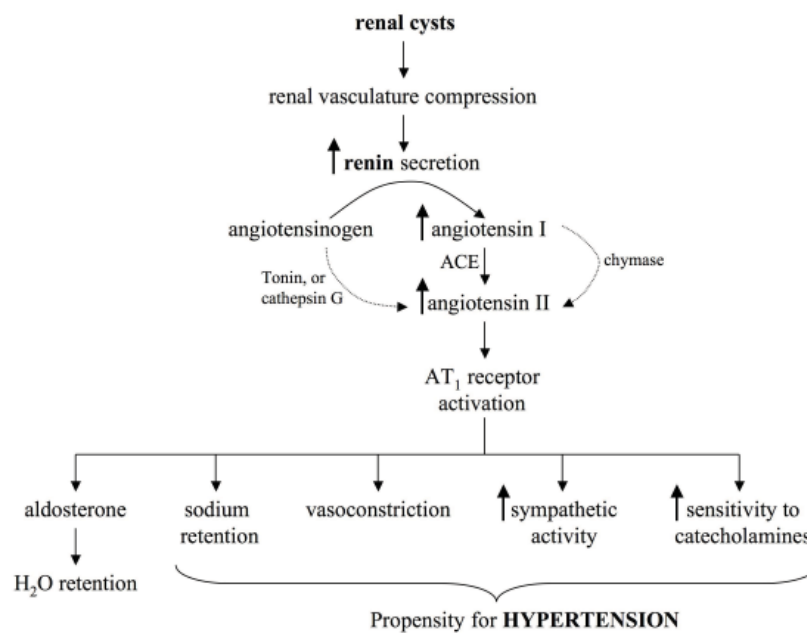 renal cysts
renal vasculature compression
renin secretion
angiotensinogen
angiotensin I
ACE
chymase
Tonin, or
cathepsin G
angiotensin II
AT₁ receptor
activation
aldosterone
sodium
retention
vasoconstriction
sympathetic
activity
sensitivity to
catecholamines
H₂O retention
Propensity for HYPERTENSION